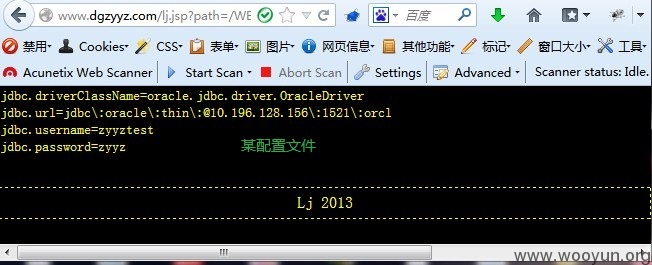 www.dgzyyz.com/lj.jsp?path=/WE
百度
禁用 Cookies CSS 表单 图片 网页信息 其他功能 标记 窗口大小 工具
Acunetix Web Scanner Start Scan Abort Scan Settings Advanced Scanner status: Idle.
jdbc.driverClassName=oracle.jdbc.driver.OracleDriver
jdbc.url=jdbc\:oracle\:thin\:@10.196.128.156\:1521\:orcl
jdbc.username=zyyztest
jdbc.password=zyyz 某配置文件
Lj 2013
www.wooyun.org